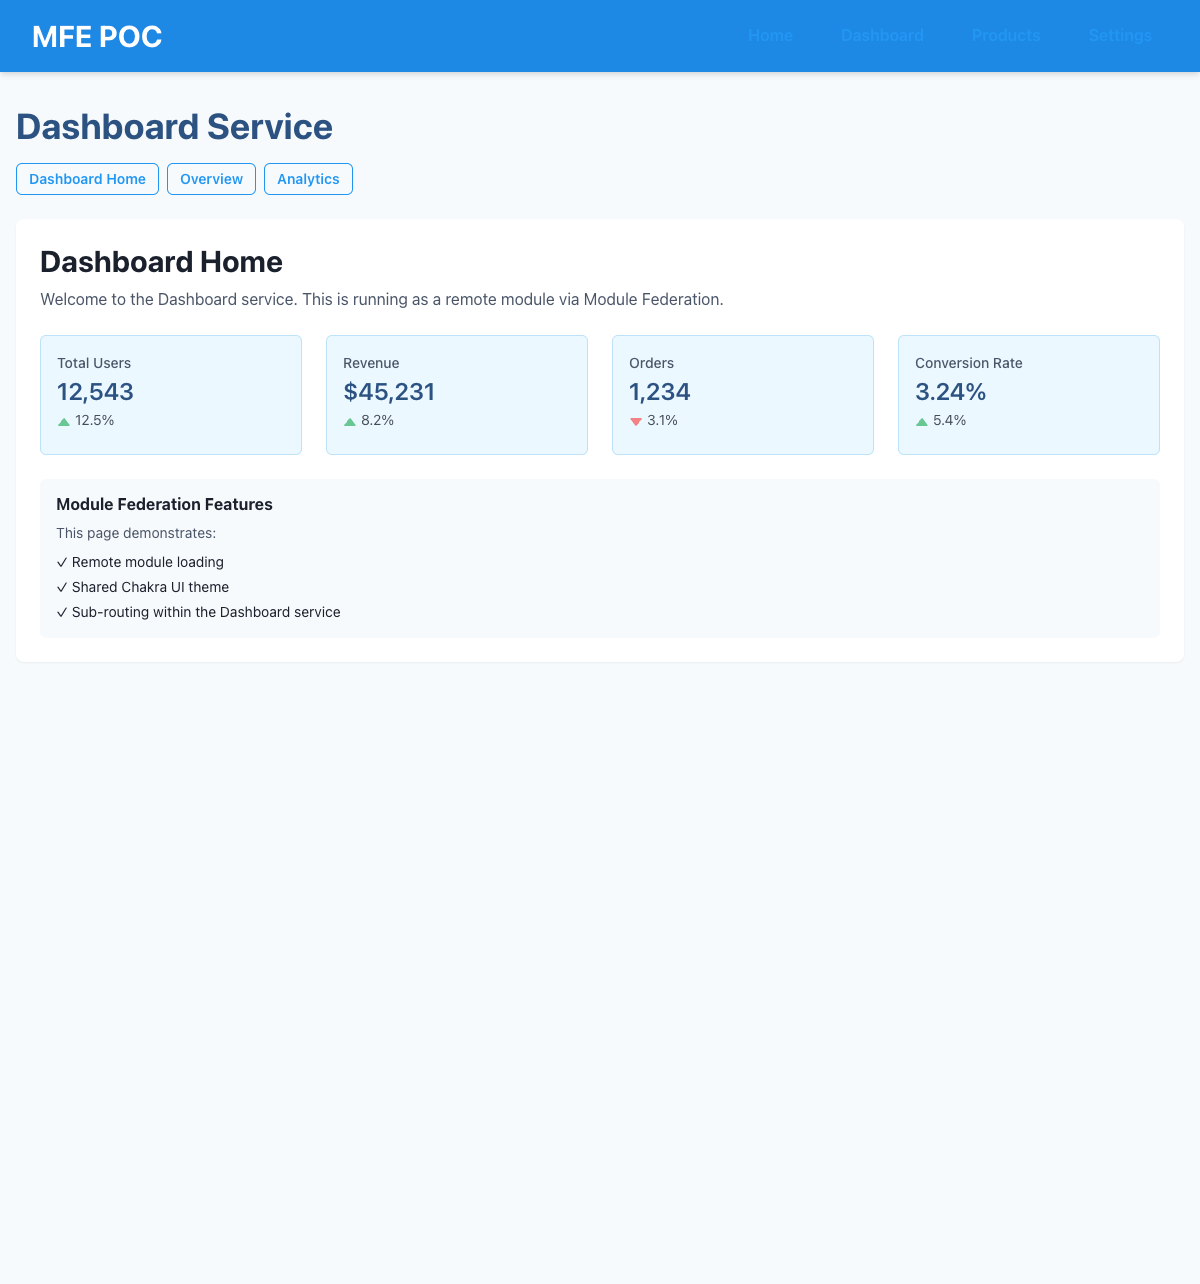 MFE POC
Home Dashboard Products Settings
Dashboard Service
Dashboard Home Overview Analytics
Dashboard Home
Welcome to the Dashboard service. This is running as a remote module via Module Federation.
Total Users
12,543
12.5%
Revenue
$45,231
8.2%
Orders
1,234
3.1%
Conversion Rate
3.24%
5.4%
Module Federation Features
This page demonstrates:
✓ Remote module loading
✓ Shared Chakra UI theme
✓ Sub-routing within the Dashboard service